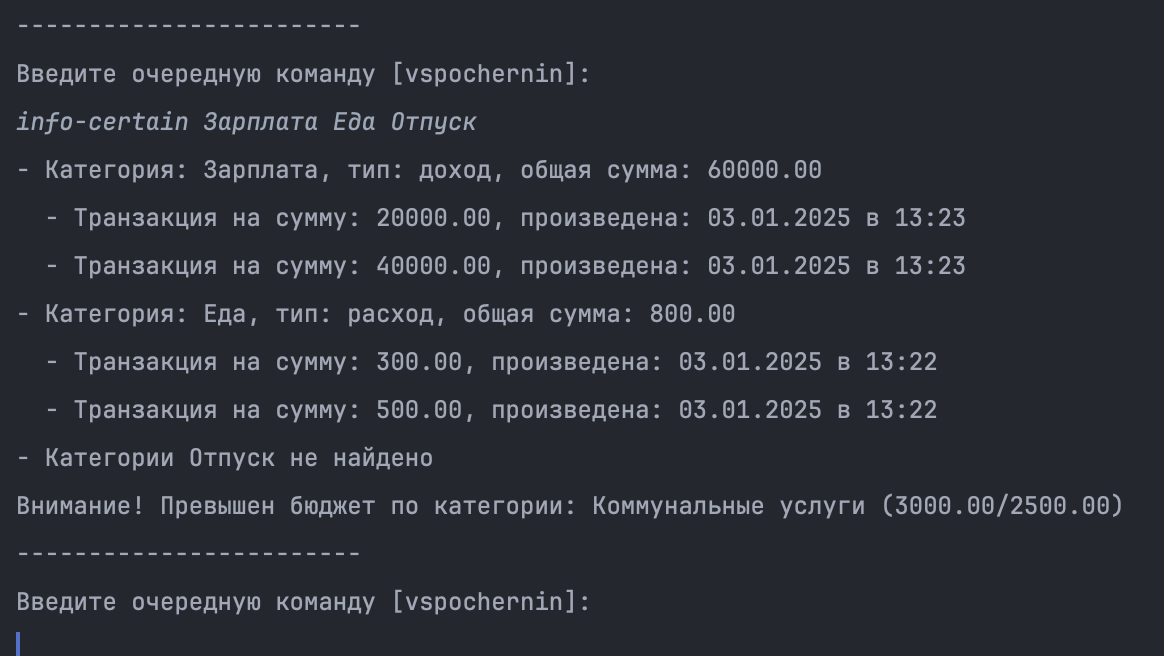 ------------------------
Введите очередную команду [vspochernin]:
info-certain Зарплата Еда Отпуск
- Категория: Зарплата, тип: доход, общая сумма: 60000.00
  - Транзакция на сумму: 20000.00, произведена: 03.01.2025 в 13:23
  - Транзакция на сумму: 40000.00, произведена: 03.01.2025 в 13:23
- Категория: Еда, тип: расход, общая сумма: 800.00
  - Транзакция на сумму: 300.00, произведена: 03.01.2025 в 13:22
  - Транзакция на сумму: 500.00, произведена: 03.01.2025 в 13:22
- Категории Отпуск не найдено
Внимание! Превышен бюджет по категории: Коммунальные услуги (3000.00/2500.00)
------------------------
Введите очередную команду [vspochernin]: